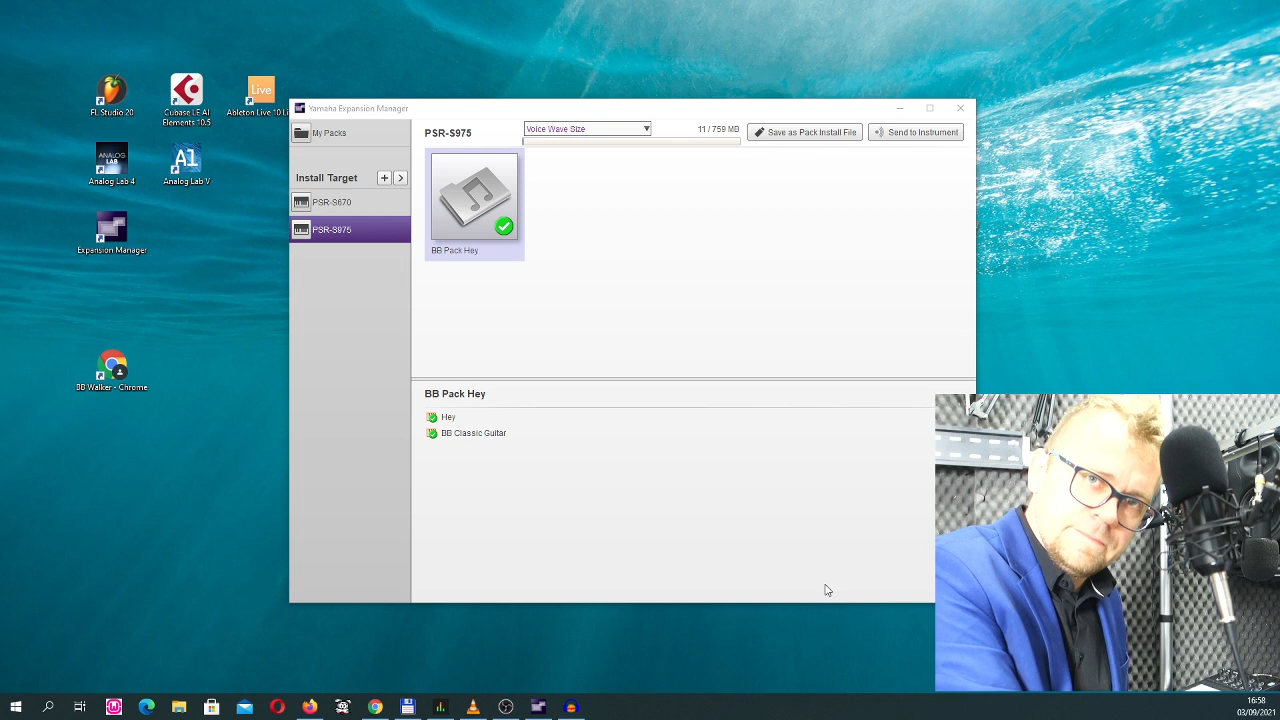 FL Studio 20
Cubase LE AI
Elements 10.5
Live
Ableton Live 10 Li
ANALOG
LAB
Analog Lab 4
Analog Lab V
Expansion Manager
BB Walker - Chrome
Yamaha Expansion Manager
My Packs
Install Target
PSR-S670
PSR-S975
PSR-S975
Voice Wave Size
11 / 759 MB
Save as Pack Install File
Send to Instrument
BB Pack Hey
BB Pack Hey
Hey
BB Classic Guitar
16:58
03/09/2021